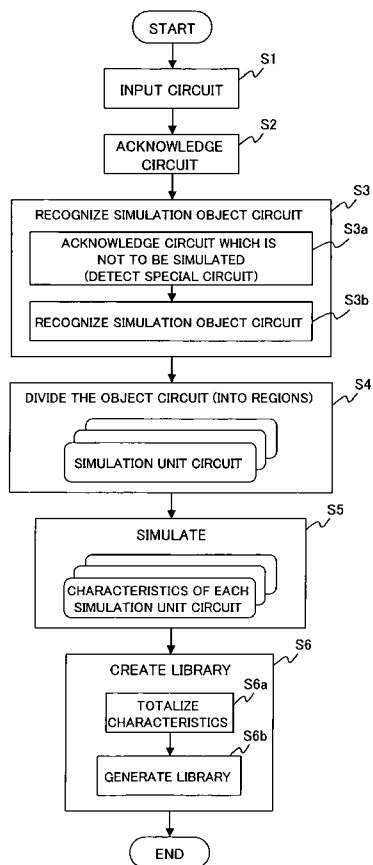 START
S1
INPUT CIRCUIT
S2
ACKNOWLEDGE
CIRCUIT
S3
RECOGNIZE SIMULATION OBJECT CIRCUIT
S3a
ACKNOWLEDGE CIRCUIT WHICH IS
NOT TO BE SIMULATED
(DETECT SPECIAL CIRCUIT)
S3b
RECOGNIZE SIMULATION OBJECT CIRCUIT
S4
DIVIDE THE OBJECT CIRCUIT (INTO REGIONS)
SIMULATION UNIT CIRCUIT
S5
SIMULATE
CHARACTERISTICS OF EACH
SIMULATION UNIT CIRCUIT
S6
CREATE LIBRARY
S6a
TOTALIZE
CHARACTERISTICS
S6b
GENERATE LIBRARY
END